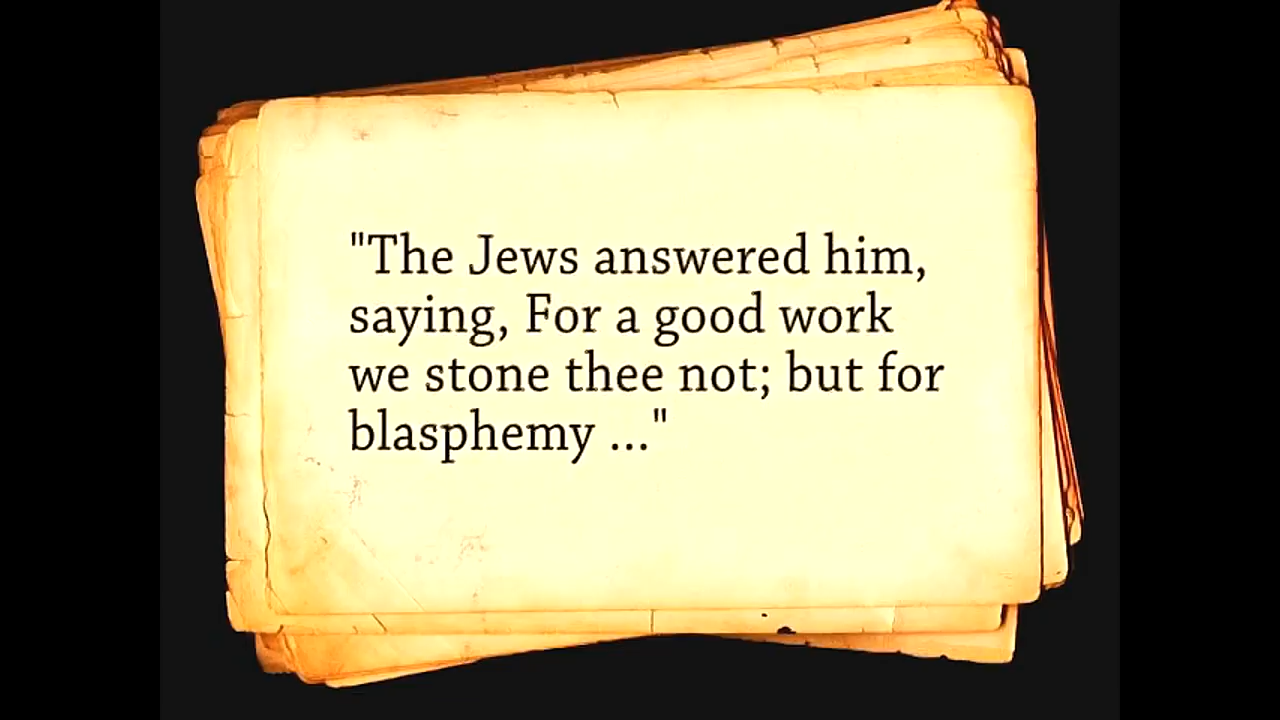 "The Jews answered him,
saying, For a good work
we stone thee not; but for
blasphemy ..."